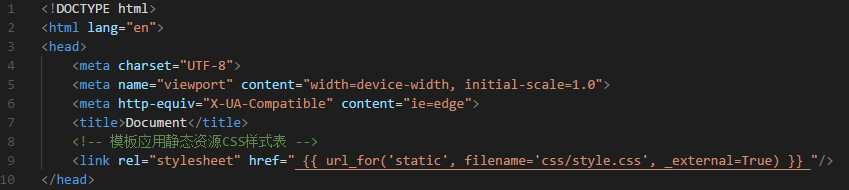 1 <!DOCTYPE html>
2 <html lang="en">
3 <head>
4 <meta charset="UTF-8">
5 <meta name="viewport" content="width=device-width, initial-scale=1.0">
6 <meta http-equiv="X-UA-Compatible" content="ie=edge">
7 <title>Document</title>
8 <!-- 模板应用静态资源CSS样式表 -->
9 <link rel="stylesheet" href=" {{ url_for('static', filename='css/style.css', _external=True) }} "/>
10 </head>